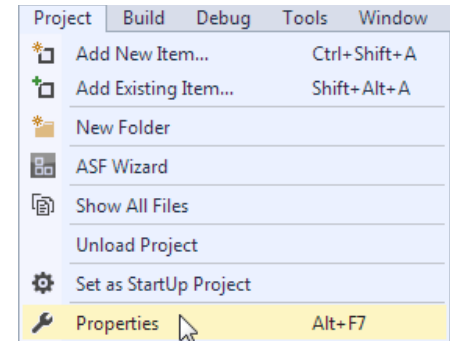 Project Build Debug Tools Window
Add New Item... Ctrl+Shift+A
Add Existing Item... Shift+Alt+A
New Folder
ASF Wizard
Show All Files
Unload Project
Set as StartUp Project
Properties Alt+F7